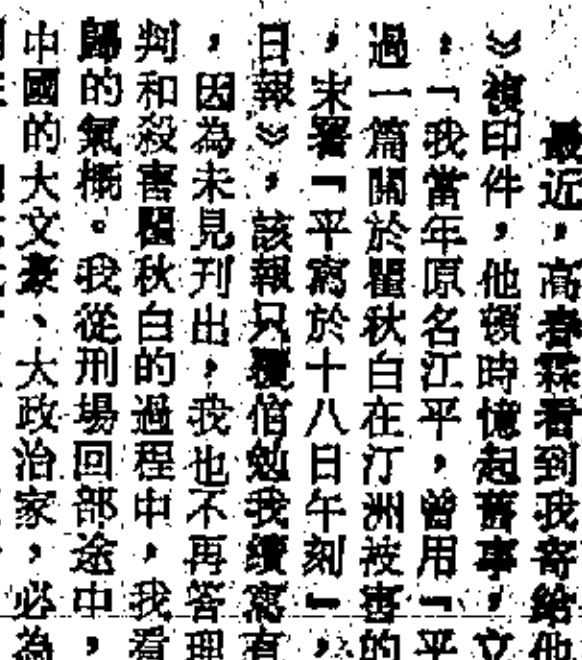 最近，高春霖看到我寄給他
》複印件，他頓時憶起舊事，立
，「我當年原名江平，曾用「平
過一篇關於瞿秋白在汀洲被害的
，末署「平寫於十八日午刻」，
日報》，該報只覆信勉我續寫有
，因為未見刊出，我也不再答理
判和殺害瞿秋白的過程中，我看
歸的氣概。我從刑場回部途中，
中國的大文豪、大政治家，必為